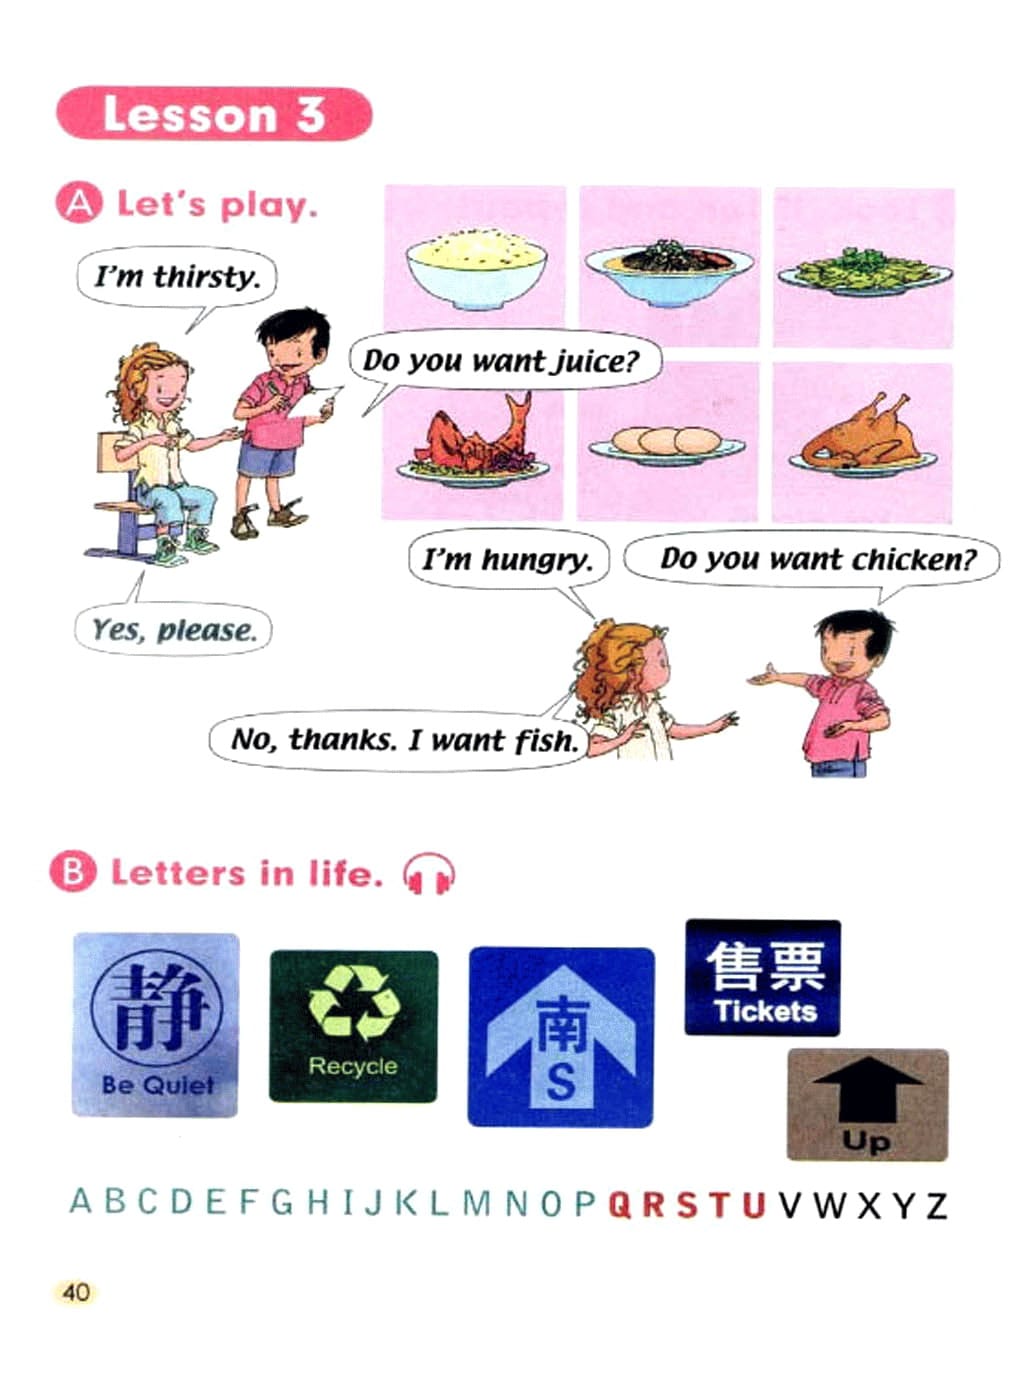 Lesson 3
A Let's play.
I'm thirsty.
Do you want juice?
Yes, please.
I'm hungry.
Do you want chicken?
No, thanks. I want fish.
B Letters in life.
静
Be Quiet
Recycle
南
S
售票
Tickets
Up
A B C D E F G H I J K L M N O P Q R S T U V W X Y Z
40